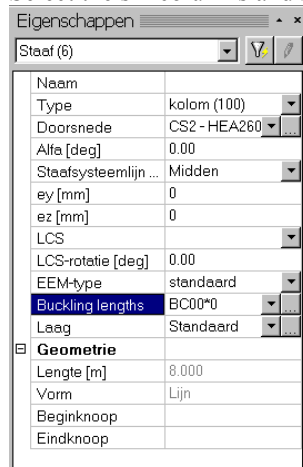 Eigenschappen
Staaf (6)
Naam
Type kolom (100)
Doorsnede CS2 - HEA260 ...
Alfa [deg] 0.00
Staafsysteemlijn ... Midden
ey [mm] 0
ez [mm] 0
LCS
LCS-rotatie [deg] 0.00
EEM-type standaard
Buckling lengths BC00*0 ...
Laag Standaard ...
Geometrie
Lengte [m] 8.000
Vorm Lijn
Beginknoop
Eindknoop